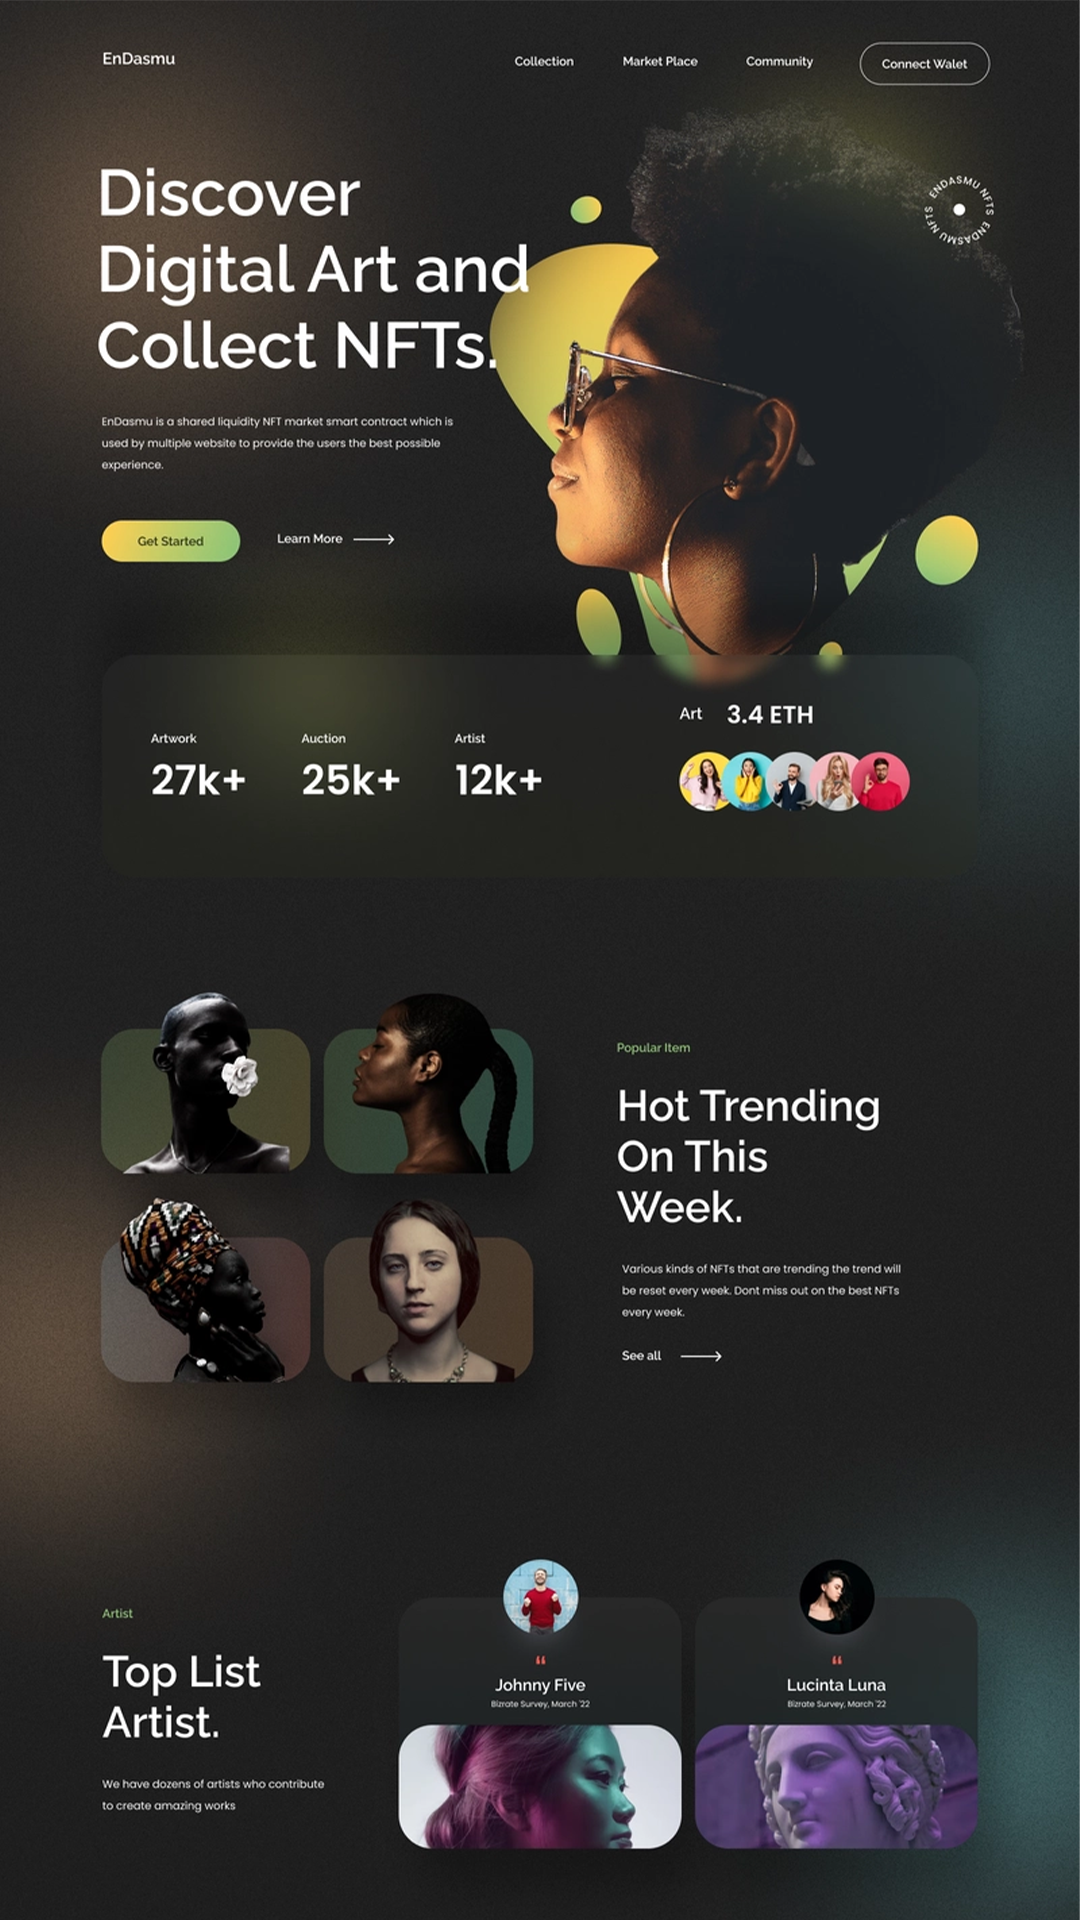 EnDasmu
Collection
Market Place
Community
Connect Walet
Discover
Digital Art and
Collect NFTs.
ENDASMU NFTS ENDASMU NFTS
EnDasmu is a shared liquidity NFT market smart contract which is
used by multiple website to provide the users the best possible
experience.
Get Started
Learn More
Artwork
27k+
Auction
25k+
Artist
12k+
Art 3.4 ETH
Popular Item
Hot Trending
On This
Week.
Various kinds of NFTs that are trending the trend will
be reset every week. Dont miss out on the best NFTs
every week.
See all
Artist
Top List
Artist.
We have dozens of artists who contribute
to create amazing works
“
Johnny Five
Bizrate Survey, March '22
“
Lucinta Luna
Bizrate Survey, March '22